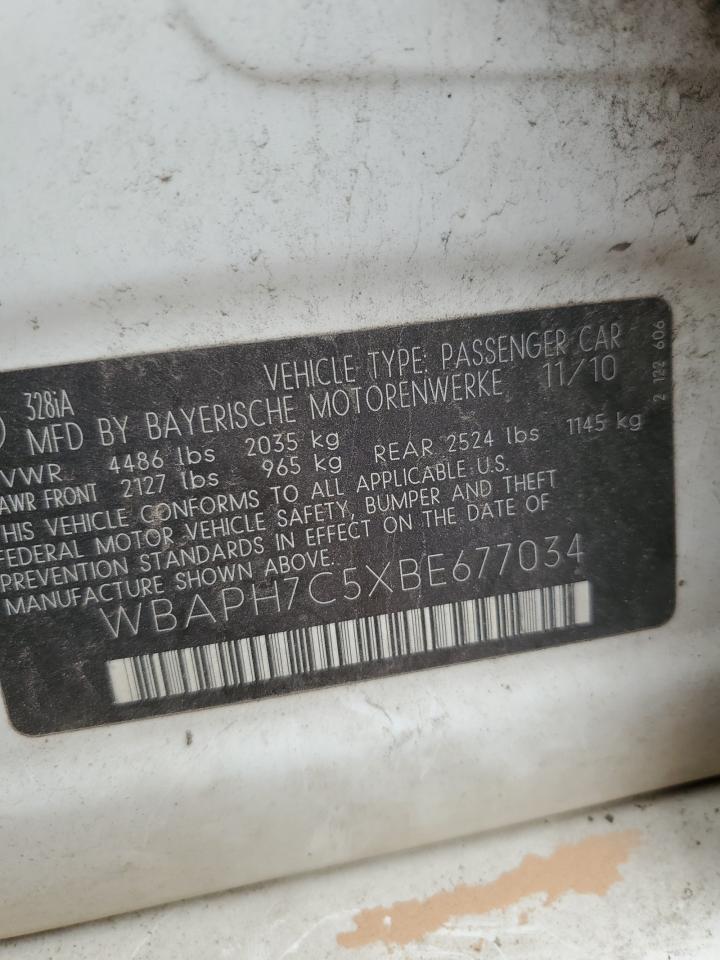 328iA VEHICLE TYPE: PASSENGER CAR
MFD BY BAYERISCHE MOTORENWERKE 11/10
VWR 4486 lbs 2035 kg
AWR FRONT 2127 lbs 965 kg REAR 2524 lbs 1145 kg
HIS VEHICLE CONFORMS TO ALL APPLICABLE U.S.
FEDERAL MOTOR VEHICLE SAFETY, BUMPER AND THEFT
PREVENTION STANDARDS IN EFFECT ON THE DATE OF
MANUFACTURE SHOWN ABOVE.
WBAPH7C5XBE677034
2 122 606